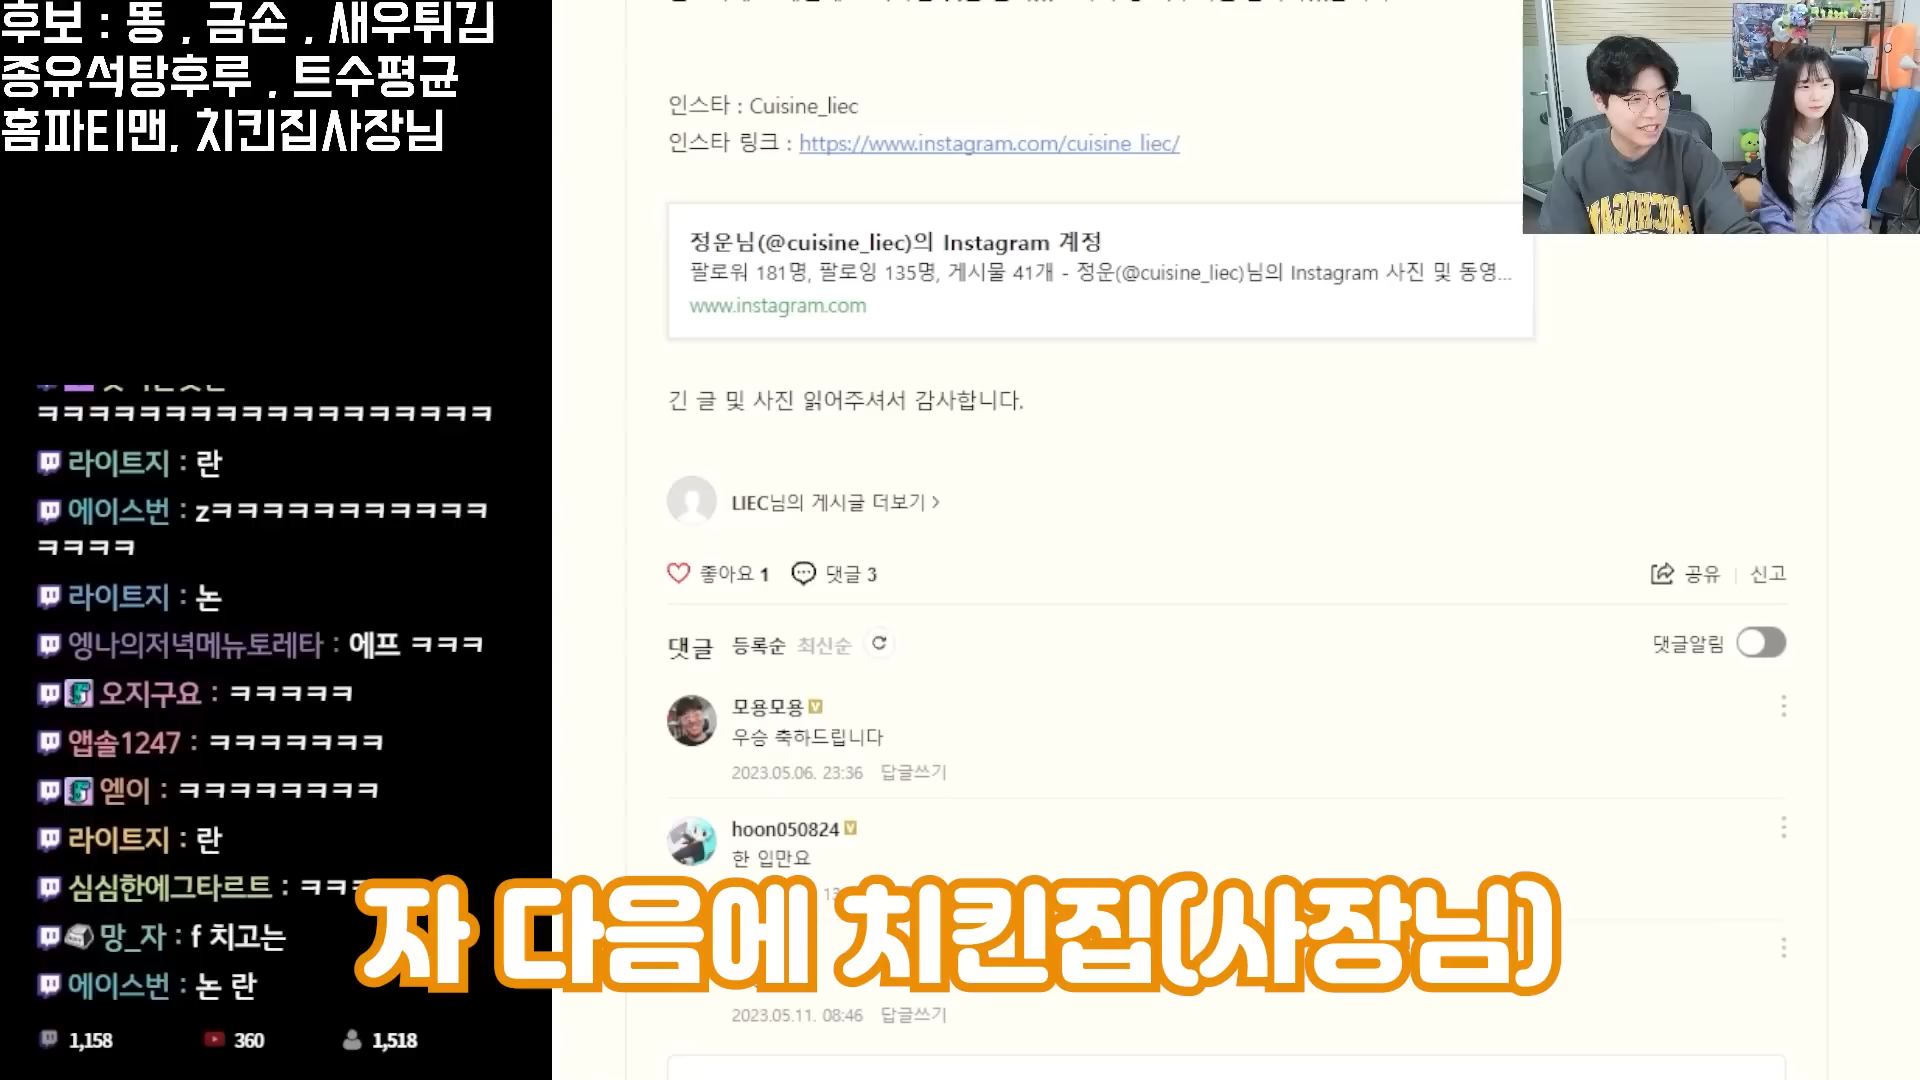 후보 : 똥 , 금손 , 새우튀김
종유석탕후루 , 트수평균
홈파티맨, 치킨집사장님
ㅋㅋㅋㅋㅋㅋㅋㅋㅋㅋㅋㅋㅋㅋㅋㅋㅋㅋ
라이트지 : 란
에이스번 : zㅋㅋㅋㅋㅋㅋㅋㅋㅋㅋㅋ
ㅋㅋㅋㅋ
라이트지 : 논
엥나의저녁메뉴토레타 : 에프 ㅋㅋㅋ
오지구요 : ㅋㅋㅋㅋㅋ
앱솔1247 : ㅋㅋㅋㅋㅋㅋㅋ
엗이 : ㅋㅋㅋㅋㅋㅋㅋㅋ
라이트지 : 란
심심한에그타르트 : ㅋㅋㅋ
망_자 : f 치고는
에이스번 : 논 란
1,158 360 1,518
인스타 : Cuisine_liec
인스타 링크 : https://www.instagram.com/cuisine_liec/
정운님(@cuisine_liec)의 Instagram 계정
팔로워 181명, 팔로잉 135명, 게시물 41개 - 정운(@cuisine_liec)님의 Instagram 사진 및 동영...
www.instagram.com
긴 글 및 사진 읽어주셔서 감사합니다.
LIEC님의 게시글 더보기 >
좋아요 1 댓글 3
공유 신고
댓글 등록순 최신순
댓글알림
모용모용
우승 축하드립니다
2023.05.06. 23:36 답글쓰기
hoon050824
한 입만요
자 다음에 치킨집(사장님)
2023.05.11. 08:46 답글쓰기